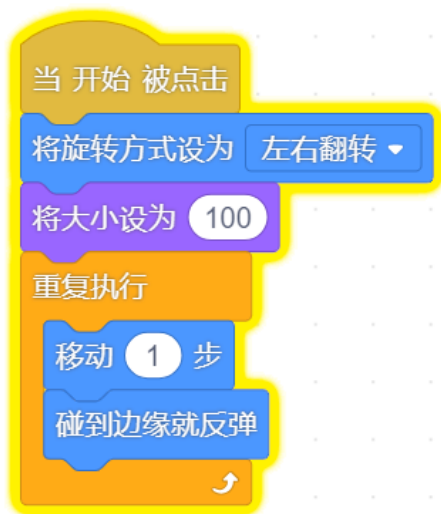 当 开始 被点击
将旋转方式设为 左右翻转
将大小设为 100
重复执行
移动 1 步
碰到边缘就反弹